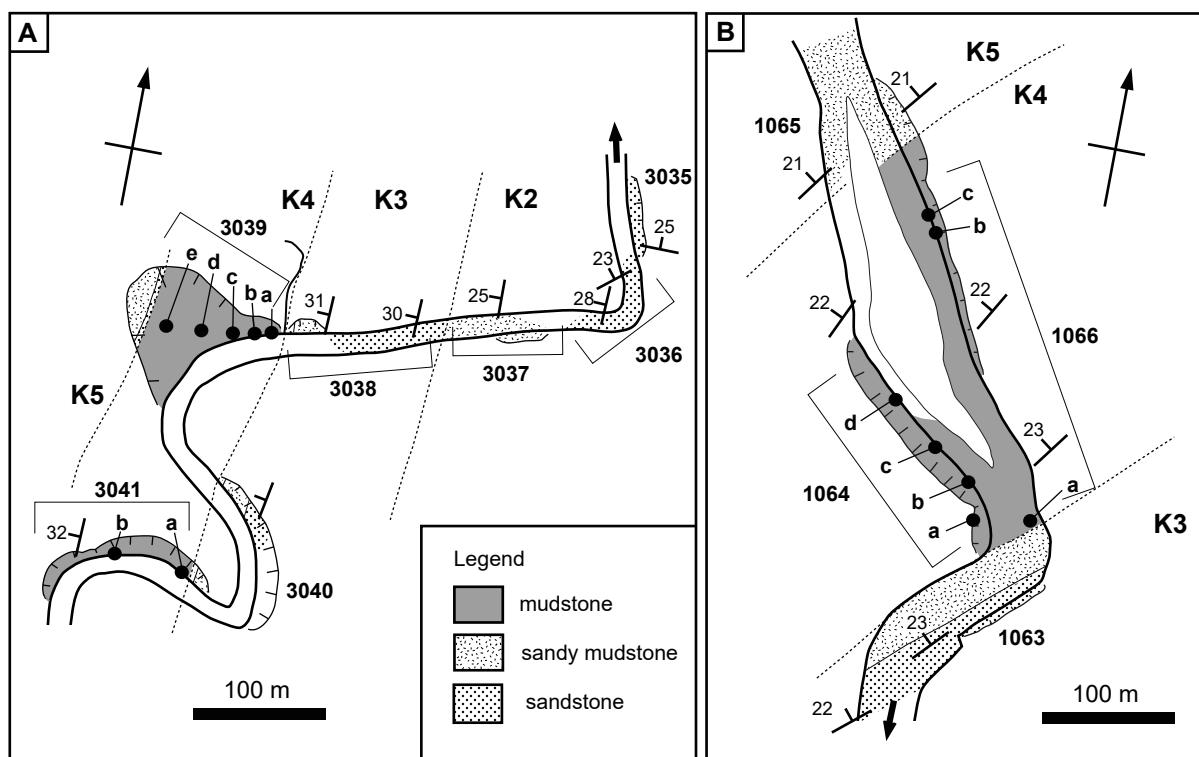 A
K4
K3
K2
3035
3039
e
d
c
b
a
31
30
25
28
23
25
3036
3037
3038
K5
3041
32
b
a
3040
Legend
mudstone
sandy mudstone
sandstone
100 m
B
K5
K4
21
1065
21
c
b
22
22
1066
d
c
23
1064
b
a
a
K3
23
1063
22
100 m